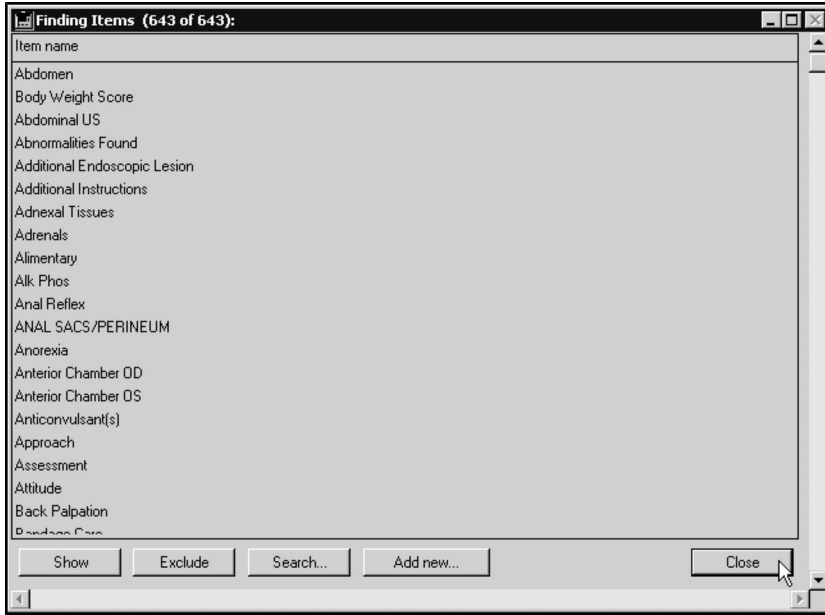 Finding Items (643 of 643):
Item name
Abdomen
Body Weight Score
Abdominal US
Abnormalities Found
Additional Endoscopic Lesion
Additional Instructions
Adnexal Tissues
Adrenals
Alimentary
Alk Phos
Anal Reflex
ANAL SACS/PERINEUM
Anorexia
Anterior Chamber OD
Anterior Chamber OS
Anticonvulsant(s)
Approach
Assessment
Attitude
Back Palpation
Bandage Care
Show Exclude Search... Add new... Close